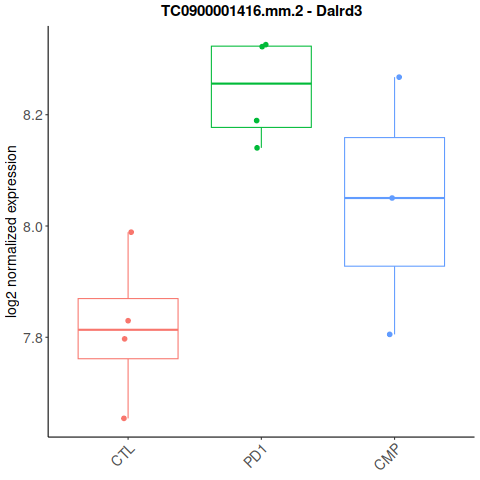 TC0900001416.mm.2 - Dalrd3
log2 normalized expression
8.2
8.0
7.8
CTL
PD1
CMP